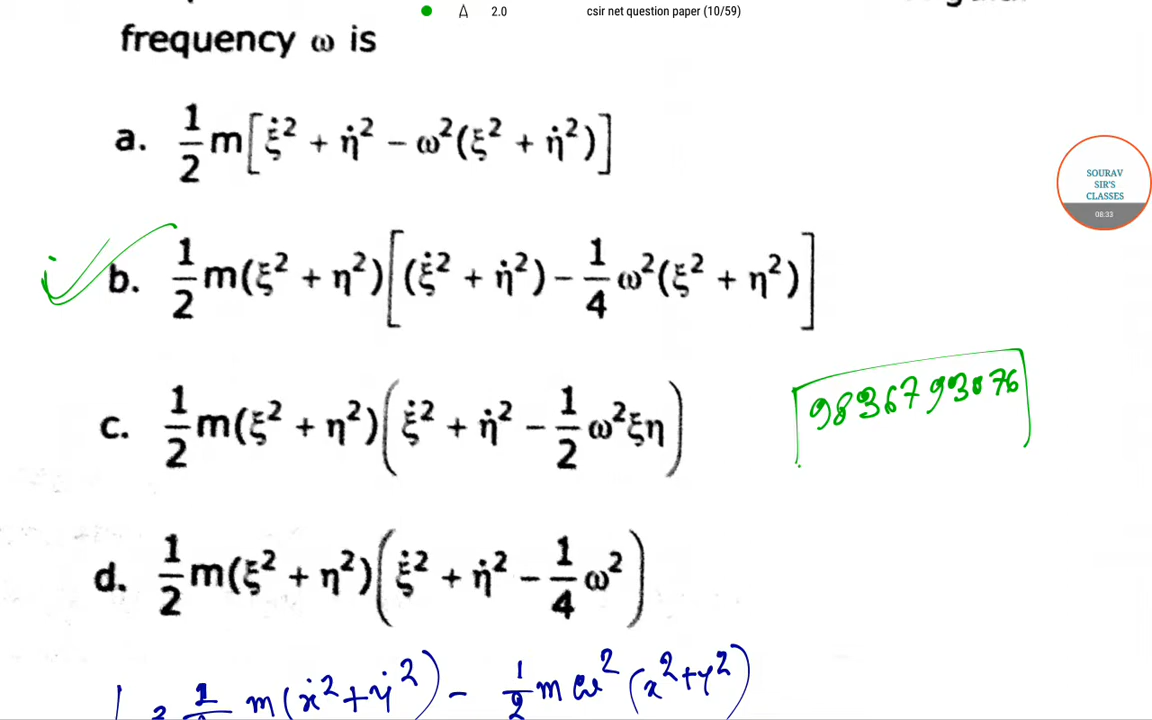 2.0 csir net question paper (10/59)
frequency ω is
a. 1/2 m[ξ̇² + η̇² − ω²(ξ² + η̇²)]
b. 1/2 m(ξ² + η²)[(ξ̇² + η̇²) − 1/4 ω²(ξ² + η²)]
c. 1/2 m(ξ² + η²)(ξ̇² + η̇² − 1/2 ω²ξη)
d. 1/2 m(ξ² + η²)(ξ̇² + η̇² − 1/4 ω²)
m(ẋ² + ẏ²) − 1/2 m ω² (x² + y²)
SOURAV
SIR'S
CLASSES
08:33
9836793076